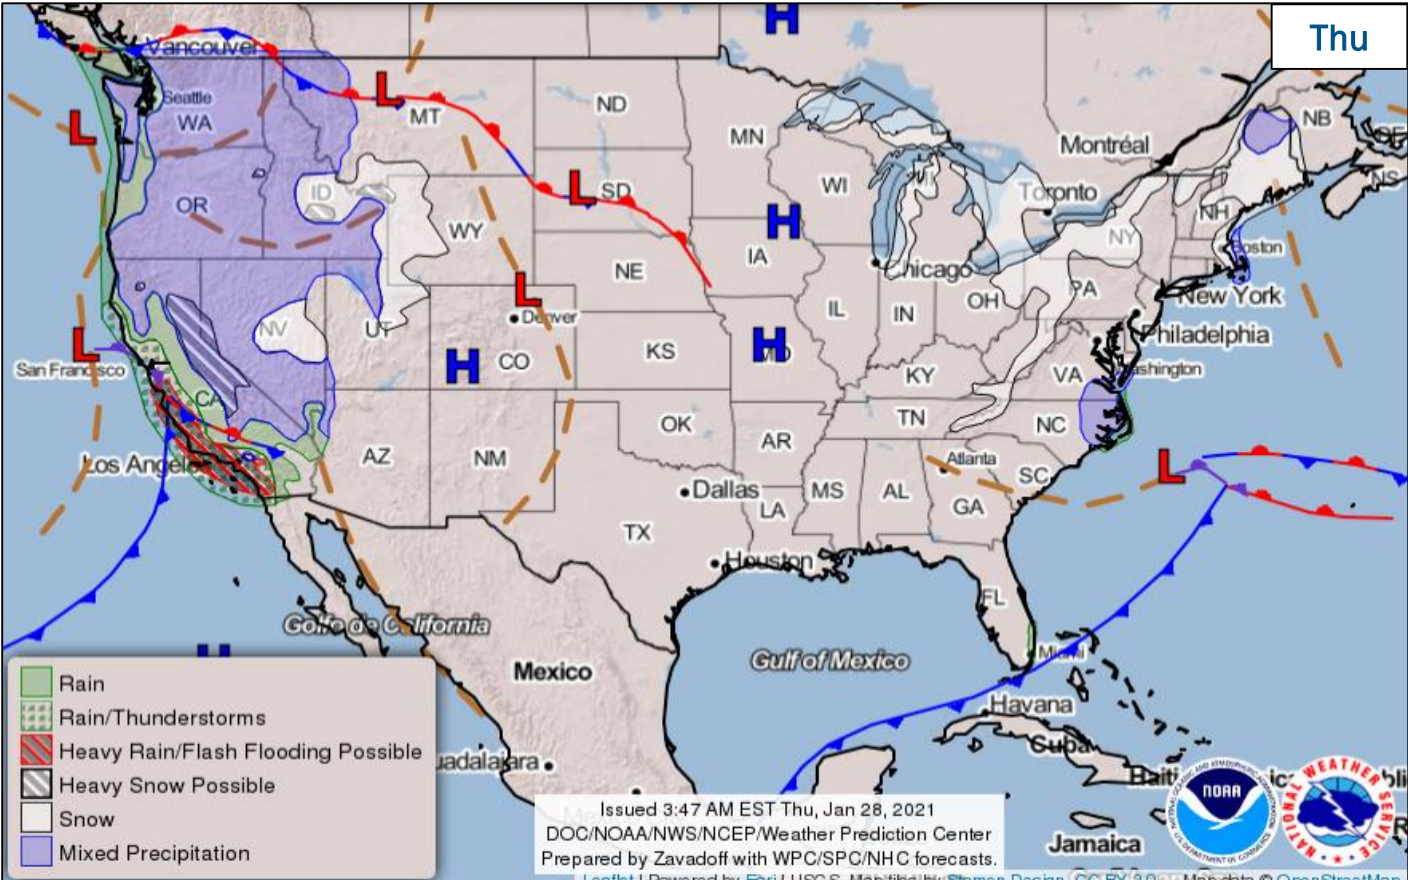 Thu
H
Vancouver
L
MT
ND
Seattle
WA
L
MN
Montréal
NB
NS
ID
L
SD
WI
Toronto
OR
WY
H
NH
NY
IA
Boston
NE
Chicago
L
OH
PA
New York
NV
UT
Denver
IL
IN
Philadelphia
L
H
CO
KS
H
MO
San Francisco
KY
VA
CA
OK
TN
NC
AR
Los Angeles
AZ
NM
Atlanta
L
SC
Dallas
LA
MS
AL
GA
TX
Houston
FL
Golfo de California
Miami
H
Mexico
Gulf of Mexico
Havana
Cuba
Rain
Rain/Thunderstorms
Heavy Rain/Flash Flooding Possible
Heavy Snow Possible
Snow
Mixed Precipitation
uadalajara
Haiti
Jamaica
Issued 3:47 AM EST Thu, Jan 28, 2021
DOC/NOAA/NWS/NCEP/Weather Prediction Center
Prepared by Zavadoff with WPC/SPC/NHC forecasts.
NOAA
NATIONAL WEATHER SERVICE